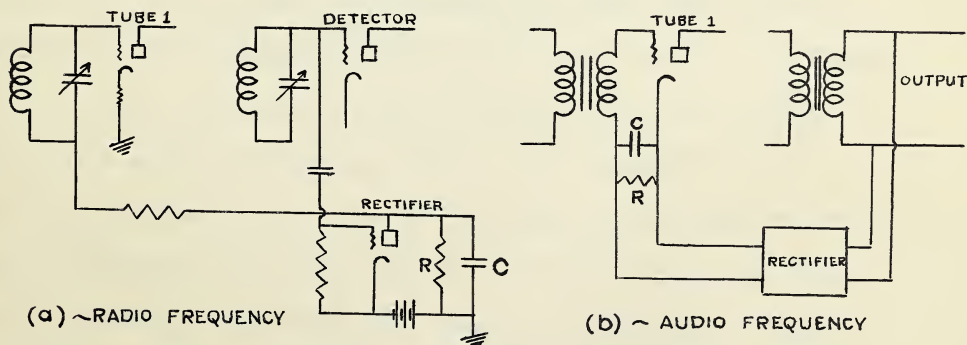 TUBE 1
DETECTOR
RECTIFIER
R
C
(a) ~RADIO FREQUENCY
TUBE 1
C
R
OUTPUT
RECTIFIER
(b) ~ AUDIO FREQUENCY